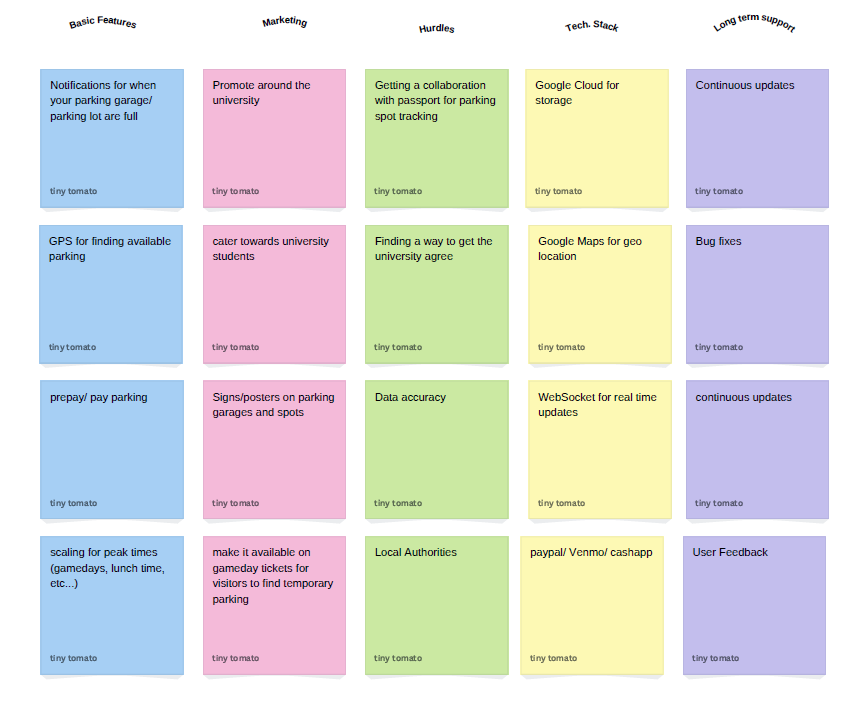 Basic Features
Marketing
Hurdles
Tech. Stack
Long term support
Notifications for when
your parking garage/
parking lot are full
tiny tomato
Promote around the
university
tiny tomato
Getting a collaboration
with passport for parking
spot tracking
tiny tomato
Google Cloud for
storage
tiny tomato
Continuous updates
tiny tomato
GPS for finding available
parking
tiny tomato
cater towards university
students
tiny tomato
Finding a way to get the
university agree
tiny tomato
Google Maps for geo
location
tiny tomato
Bug fixes
tiny tomato
prepay/ pay parking
tiny tomato
Signs/posters on parking
garages and spots
tiny tomato
Data accuracy
tiny tomato
WebSocket for real time
updates
tiny tomato
continuous updates
tiny tomato
scaling for peak times
(gamedays, lunch time,
etc...)
tiny tomato
make it available on
gameday tickets for
visitors to find temporary
parking
tiny tomato
Local Authorities
tiny tomato
paypal/ Venmo/ cashapp
tiny tomato
User Feedback
tiny tomato